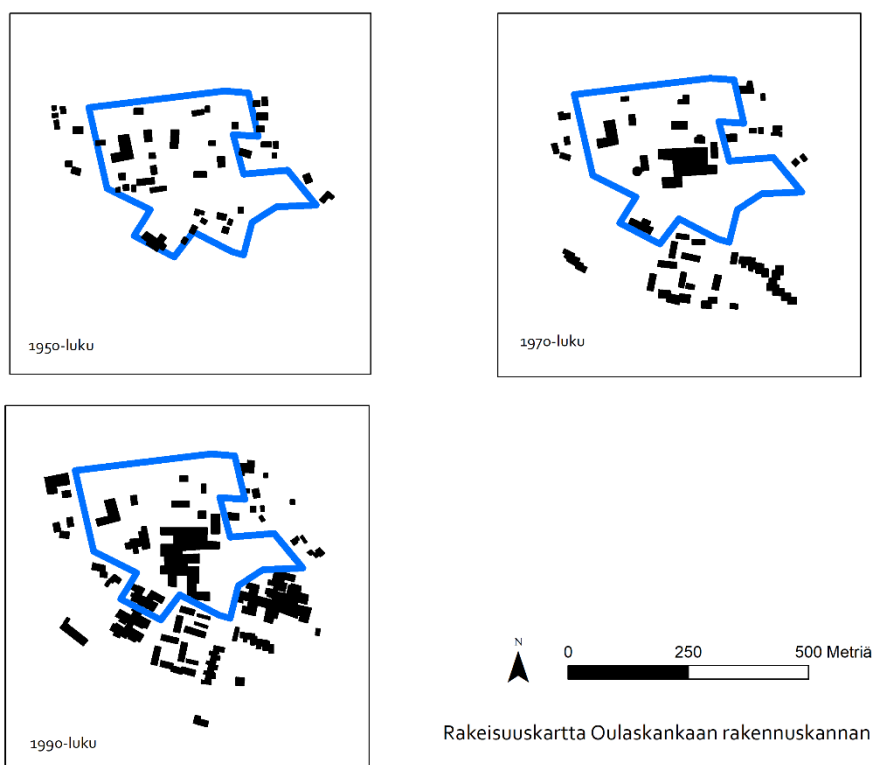 1950-luku
1970-luku
1990-luku
N
0 250 500 Metriä
Rakeisuuskartta Oulaskankaan rakennuskannan